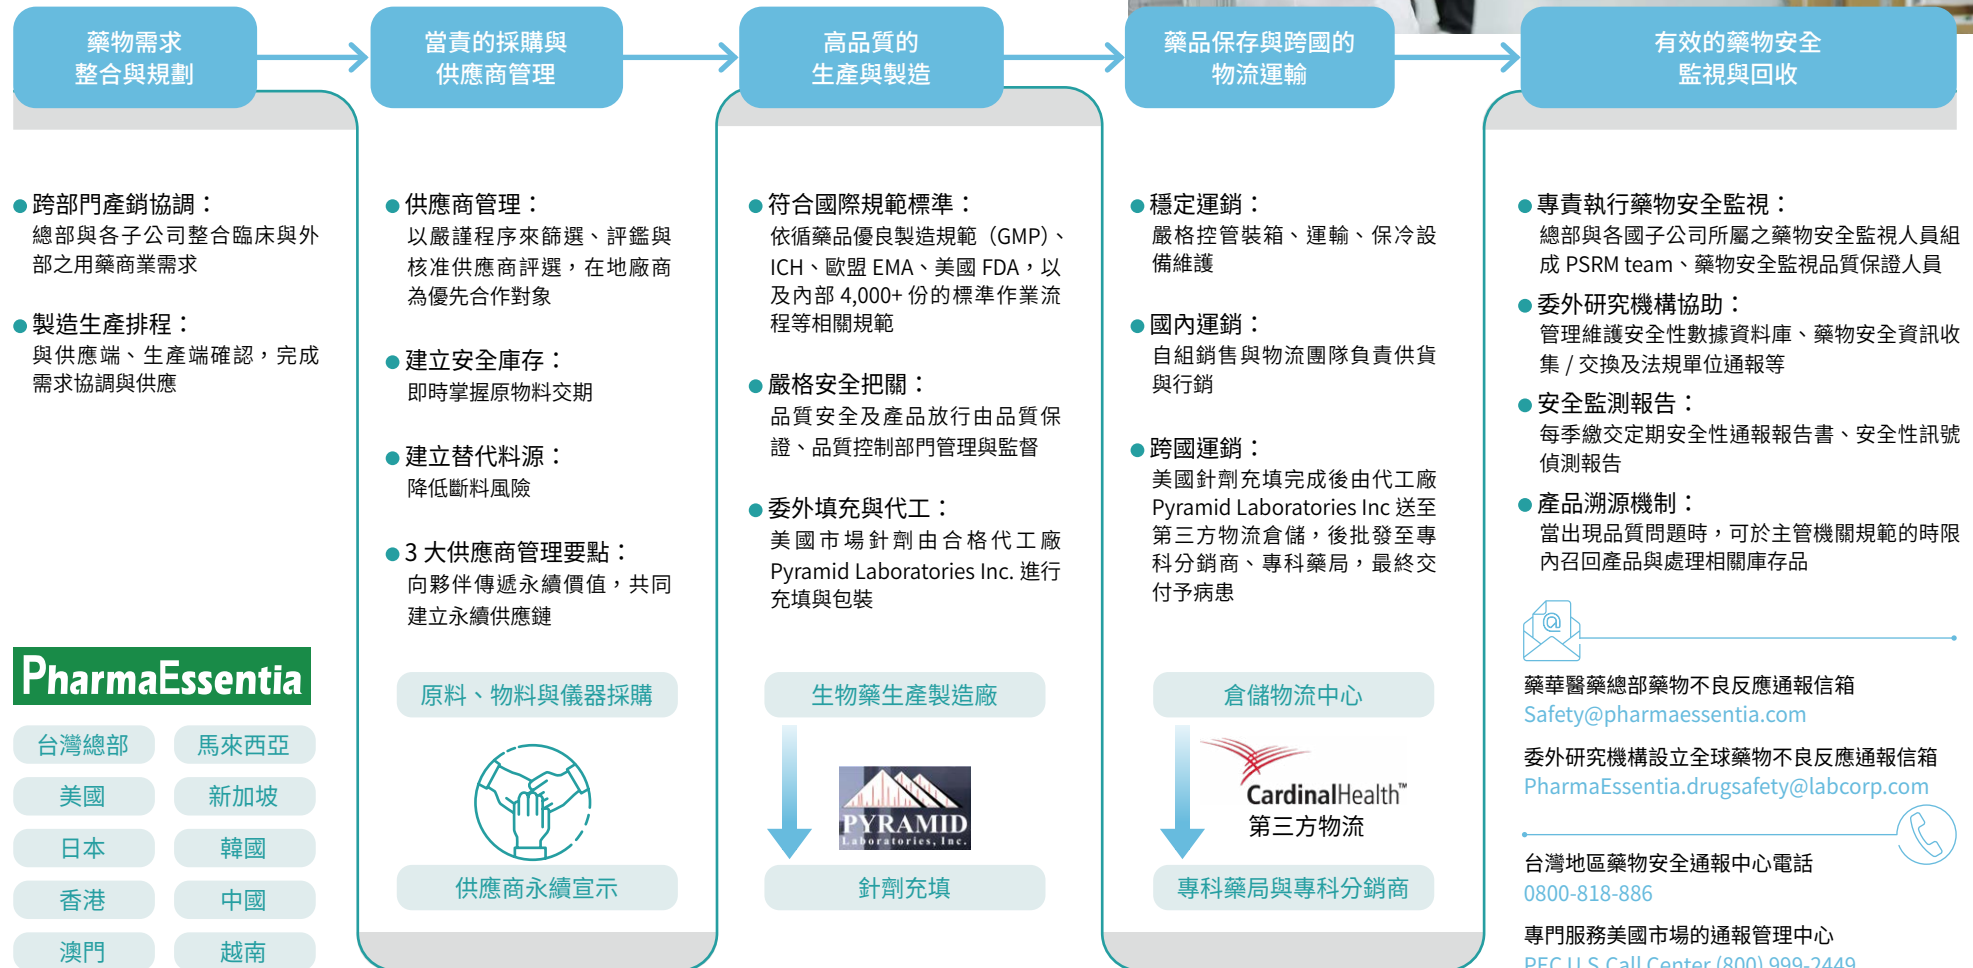 藥物需求
整合與規劃
當責的採購與
供應商管理
高品質的
生產與製造
藥品保存與跨國的
物流運輸
有效的藥物安全
監視與回收
跨部門產銷協調：
總部與各子公司整合臨床與外
部之用藥商業需求
製造生產排程：
與供應端、生產端確認，完成
需求協調與供應
PharmaEssentia
台灣總部
馬來西亞
美國
新加坡
日本
韓國
香港
中國
澳門
越南
供應商管理：
以嚴謹程序來篩選、評鑑與
核准供應商評選，在地廠商
為優先合作對象
建立安全庫存：
即時掌握原物料交期
建立替代料源：
降低斷料風險
3 大供應商管理要點：
向夥伴傳遞永續價值，共同
建立永續供應鏈
原料、物料與儀器採購
供應商永續宣示
符合國際規範標準：
依循藥品優良製造規範（GMP）、
ICH、歐盟 EMA、美國 FDA，以
及內部 4,000+ 份的標準作業流
程等相關規範
嚴格安全把關：
品質安全及產品放行由品質保
證、品質控制部門管理與監督
委外填充與代工：
美國市場針劑由合格代工廠
Pyramid Laboratories Inc. 進行
充填與包裝
生物藥生產製造廠
PYRAMID
Laboratories, Inc.
針劑充填
穩定運銷：
嚴格控管裝箱、運輸、保冷設
備維護
國內運銷：
自組銷售與物流團隊負責供貨
與行銷
跨國運銷：
美國針劑充填完成後由代工廠
Pyramid Laboratories Inc 送至
第三方物流倉儲，後批發至專
科分銷商、專科藥局，最終交
付予病患
倉儲物流中心
CardinalHealth™
第三方物流
專科藥局與專科分銷商
專責執行藥物安全監視：
總部與各國子公司所屬之藥物安全監視人員組
成 PSRM team、藥物安全監視品質保證人員
委外研究機構協助：
管理維護安全性數據資料庫、藥物安全資訊收
集 / 交換及法規單位通報等
安全監測報告：
每季繳交定期安全性通報報告書、安全性訊號
偵測報告
產品溯源機制：
當出現品質問題時，可於主管機關規範的時限
內召回產品與處理相關庫存品
@
藥華醫藥總部藥物不良反應通報信箱
Safety@pharmaessentia.com
委外研究機構設立全球藥物不良反應通報信箱
PharmaEssentia.drugsafety@labcorp.com
台灣地區藥物安全通報中心電話
0800-818-886
專門服務美國市場的通報管理中心
PEC U.S Call Center (800) 999-2449